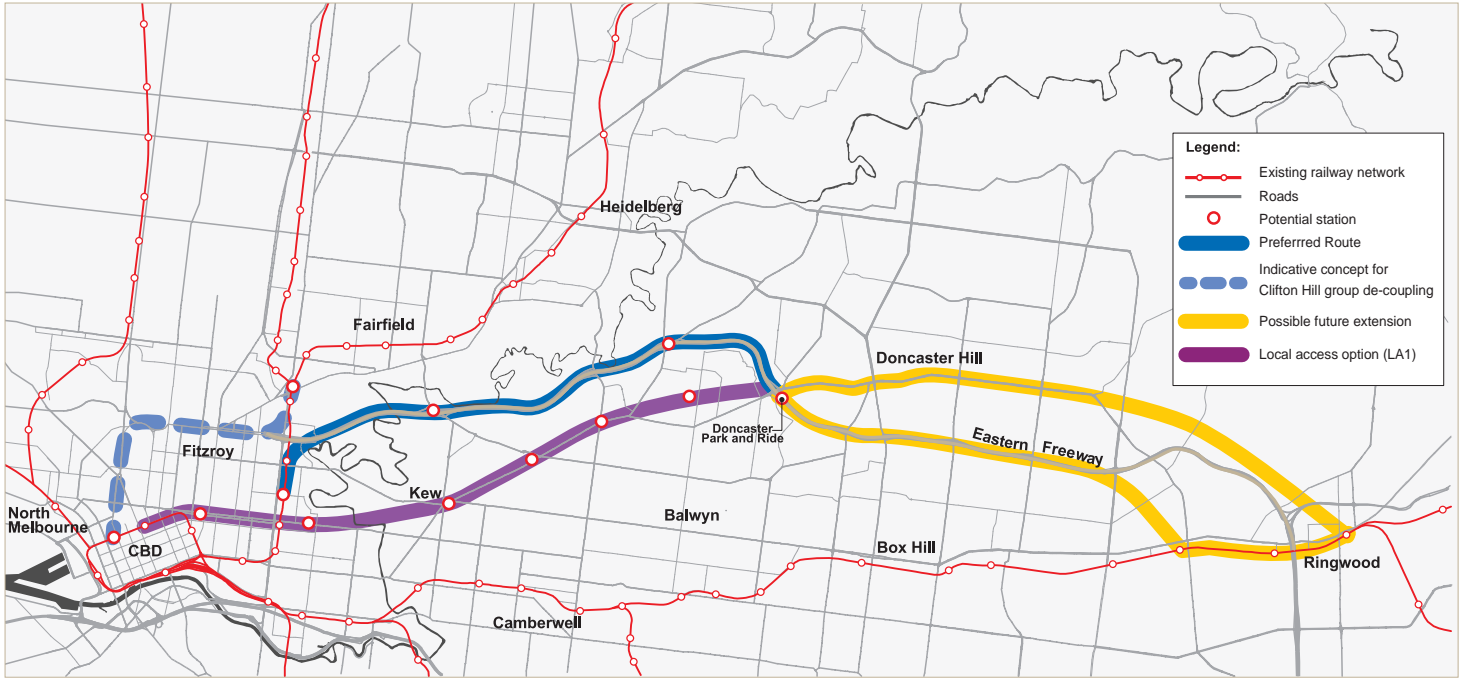 Legend:
Existing railway network
Roads
Potential station
Preferrred Route
Indicative concept for
Clifton Hill group de-coupling
Possible future extension
Local access option (LA1)
Heidelberg
Fairfield
Doncaster Hill
Doncaster
Park and Ride
Eastern Freeway
Fitzroy
Kew
North
Melbourne
Balwyn
CBD
Box Hill
Ringwood
Camberwell